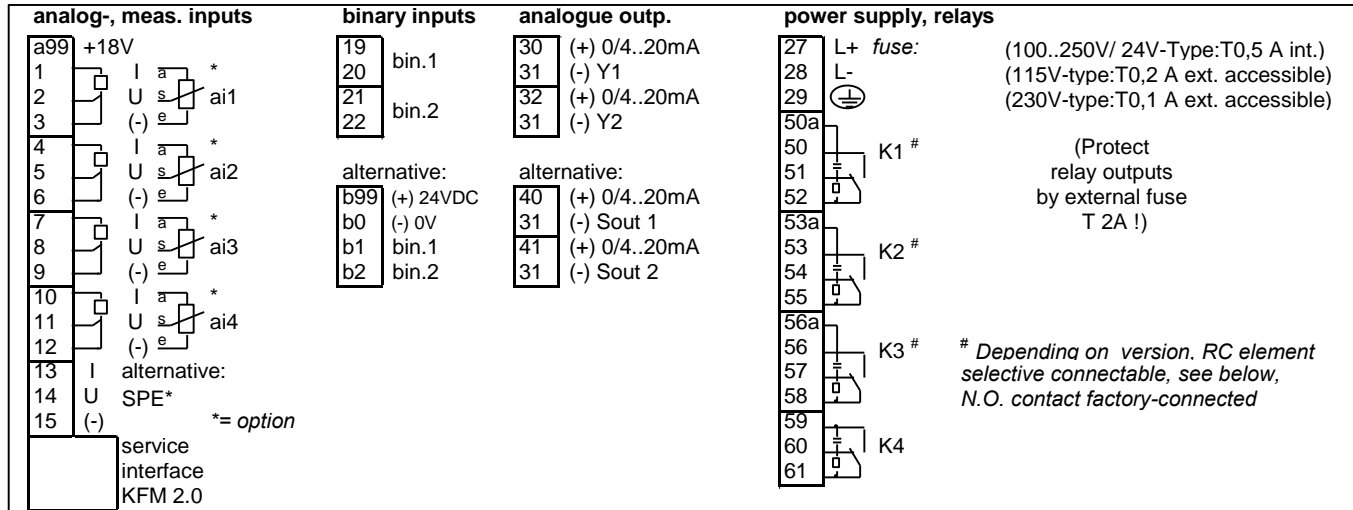 analog-, meas. inputs
a99 +18V
1 I a *
2 U s ai1
3 (-) e
4 I a *
5 U s ai2
6 (-) e
7 I a *
8 U s ai3
9 (-) e
10 I a *
11 U s ai4
12 (-) e
13 I alternative:
14 U SPE*
15 (-) *= option
service
interface
KFM 2.0
binary inputs
19
20
bin.1
21
22
bin.2
alternative:
b99 (+) 24VDC
b0 (-) 0V
b1 bin.1
b2 bin.2
analogue outp.
30 (+) 0/4..20mA
31 (-) Y1
32 (+) 0/4..20mA
31 (-) Y2
alternative:
40 (+) 0/4..20mA
31 (-) Sout 1
41 (+) 0/4..20mA
31 (-) Sout 2
power supply, relays
27 L+ fuse: (100..250V/ 24V-Type:T0,5 A int.)
28 L- (115V-type:T0,2 A ext. accessible)
29 (230V-type:T0,1 A ext. accessible)
50a
50 K1 #
51
52
(Protect
relay outputs
by external fuse
T 2A !)
53a
53 K2 #
54
55
56a
56 K3 #
57
58
# Depending on version, RC element
selective connectable, see below,
N.O. contact factory-connected
59
60 K4
61